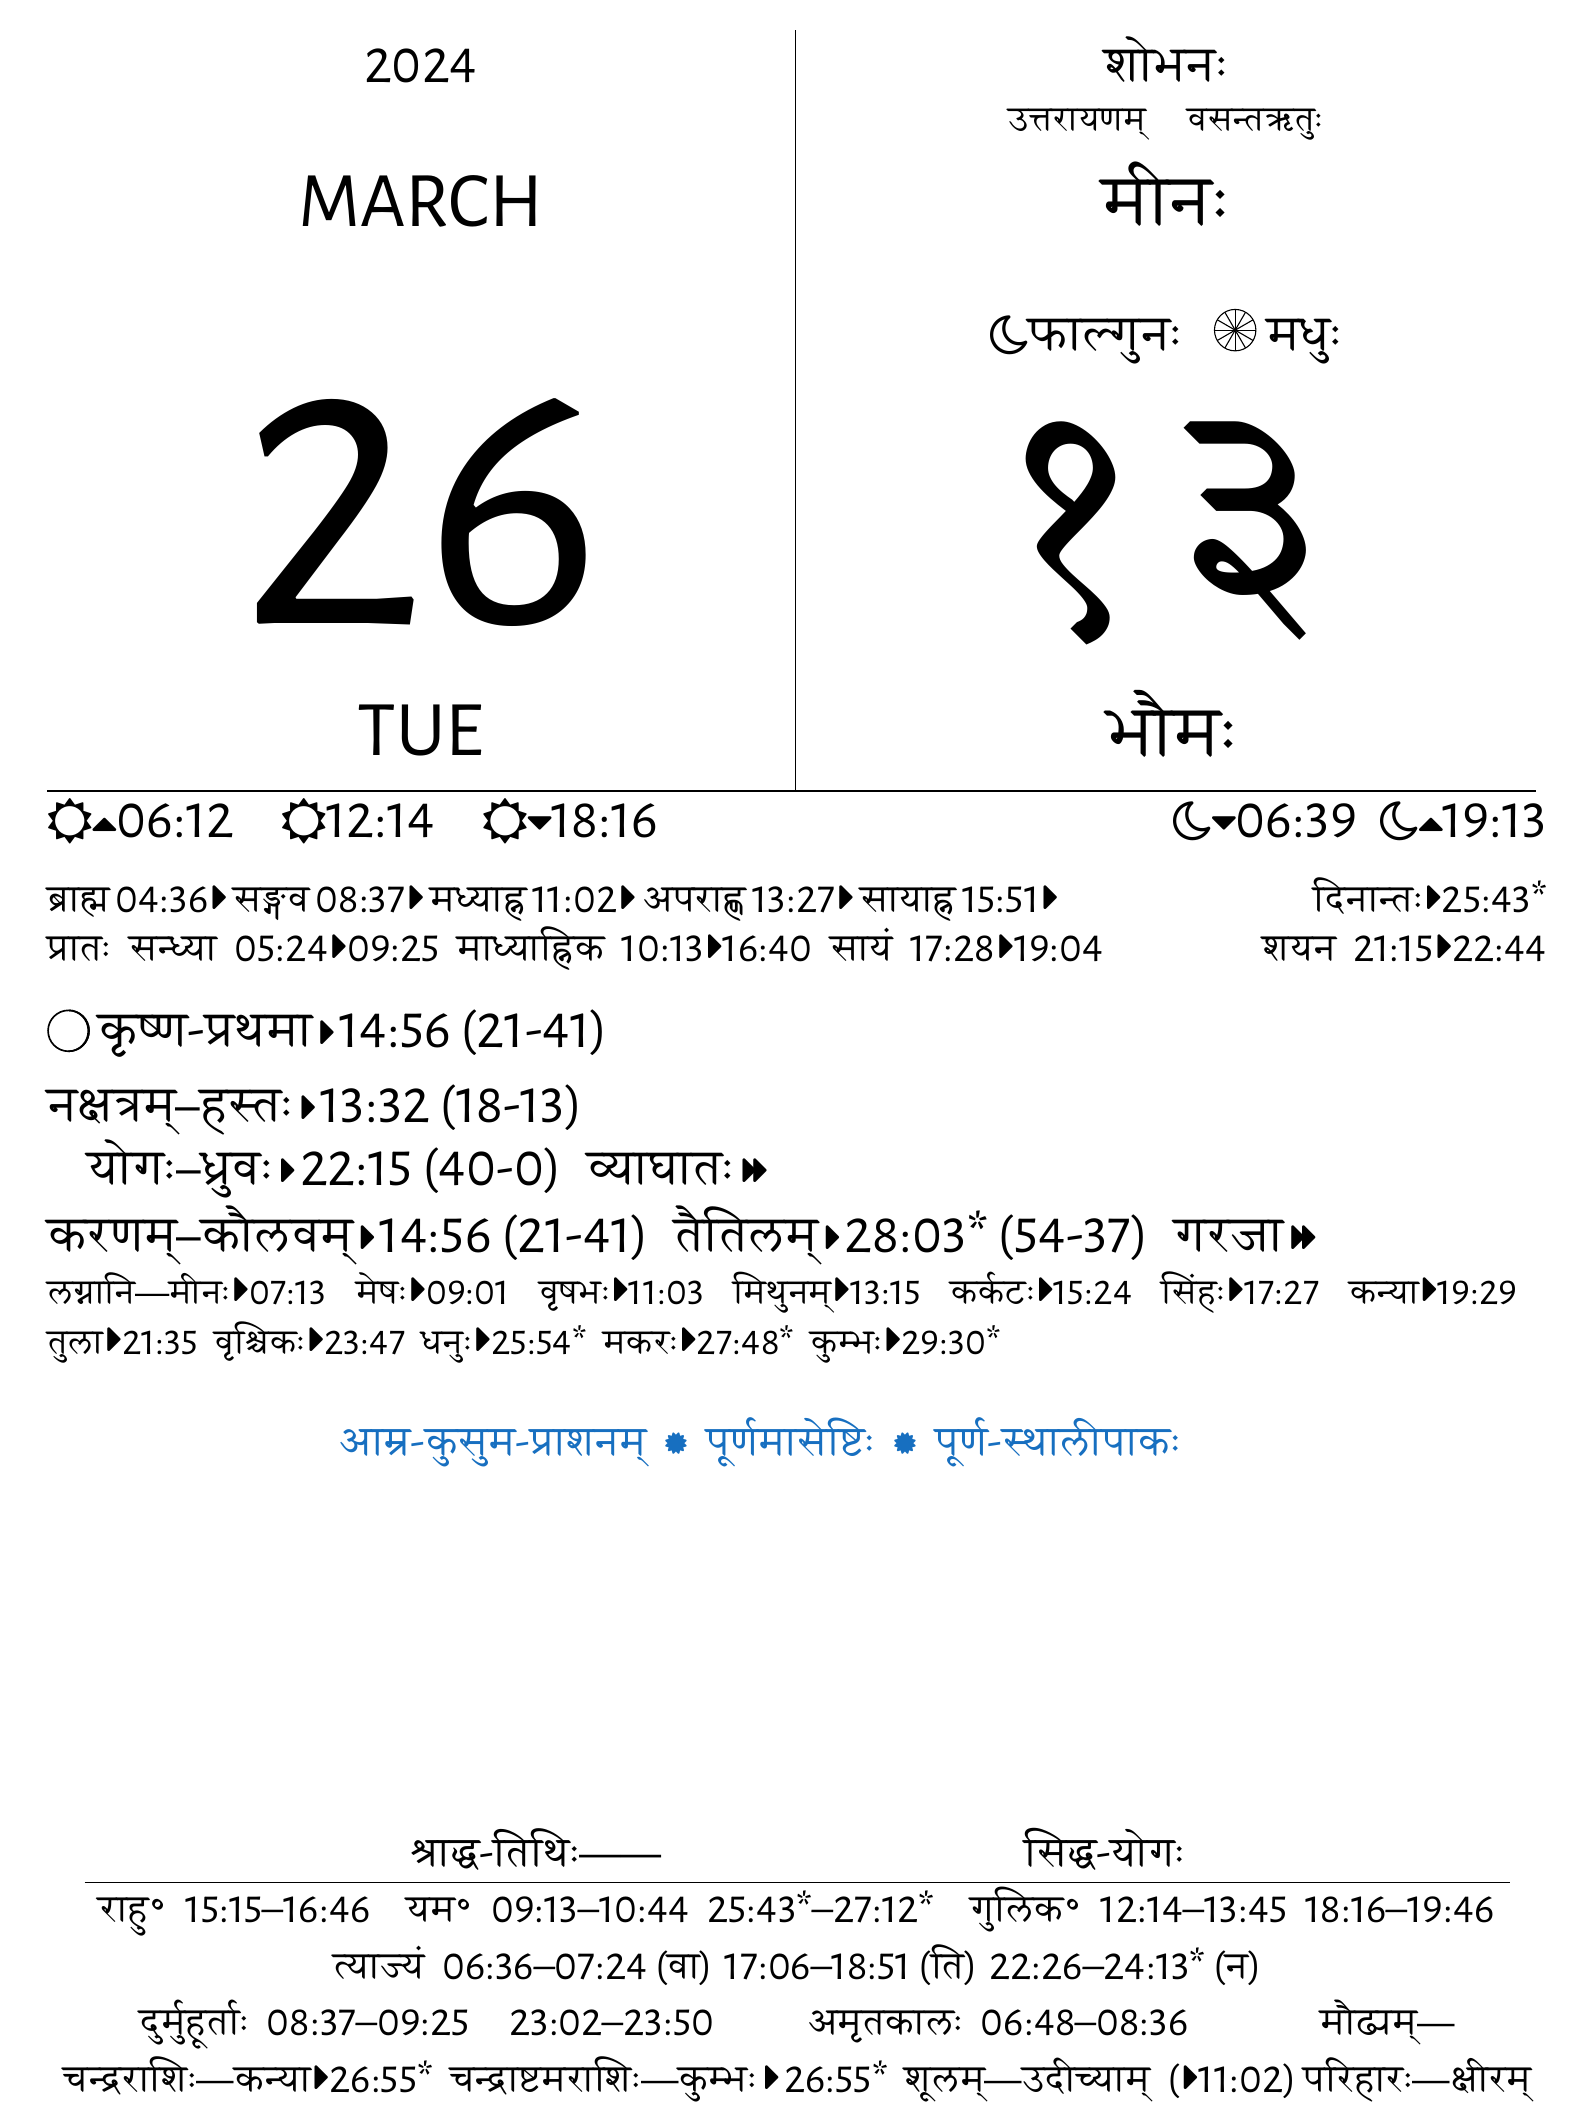 2024
MARCH
26
TUE
शोभनः
उत्तरायणम् वसन्तऋतुः
मीनः
फाल्गुनः मधुः
१३
भौमः
06:12 12:14 18:16 06:39 19:13
ब्राह्म 04:36 सङ्गव 08:37 मध्याह्न 11:02 अपराह्ण 13:27 सायाह्न 15:51 दिनान्तः 25:43*
प्रातः सन्ध्या 05:24 09:25 माध्याह्निक 10:13 16:40 सायं 17:28 19:04 शयन 21:15 22:44
कृष्ण-प्रथमा 14:56 (21-41)
नक्षत्रम्–हस्तः 13:32 (18-13)
योगः–ध्रुवः 22:15 (40-0) व्याघातः
करणम्–कौलवम् 14:56 (21-41) तैतिलम् 28:03* (54-37) गरजा
लग्नानि—मीनः 07:13 मेषः 09:01 वृषभः 11:03 मिथुनम् 13:15 कर्कटः 15:24 सिंहः 17:27 कन्या 19:29
तुला 21:35 वृश्चिकः 23:47 धनुः 25:54* मकरः 27:48* कुम्भः 29:30*
आम्र-कुसुम-प्राशनम् ✹ पूर्णमासेष्टिः ✹ पूर्ण-स्थालीपाकः
श्राद्ध-तिथिः—— सिद्ध-योगः
राहु॰ 15:15–16:46 यम॰ 09:13–10:44 25:43*–27:12* गुलिक॰ 12:14–13:45 18:16–19:46
त्याज्यं 06:36–07:24 (वा) 17:06–18:51 (ति) 22:26–24:13* (न)
दुर्मुहूर्ताः 08:37–09:25 23:02–23:50 अमृतकालः 06:48–08:36 मौढ्यम्—
चन्द्रराशिः—कन्या 26:55* चन्द्राष्टमराशिः—कुम्भः 26:55* शूलम्—उदीच्याम् (11:02) परिहारः—क्षीरम्